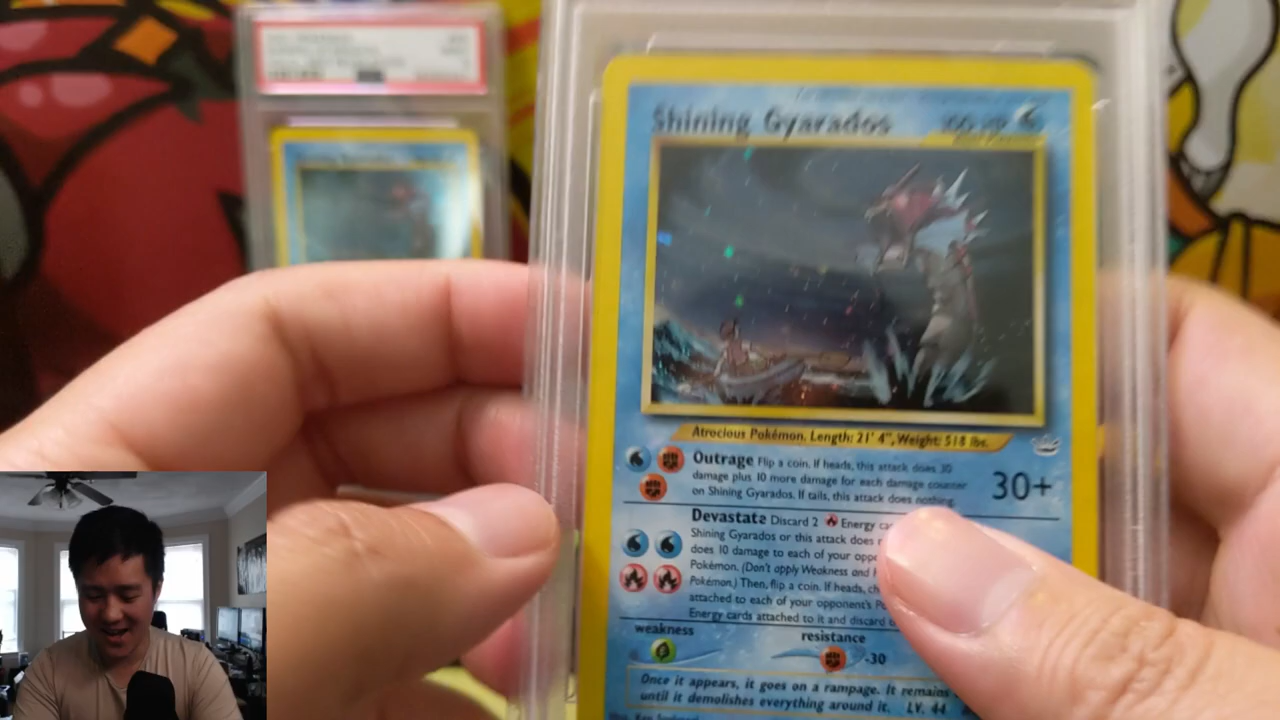 Shining Gyarados 100 HP
Atrocious Pokémon. Length: 21' 4", Weight: 518 lbs.
Outrage Flip a coin. If heads, this attack does 30
damage plus 10 more damage for each damage counter
on Shining Gyarados. If tails, this attack does nothing.
30+
Devastate Discard 2 Energy
Shining Gyarados or this attack does
does 10 damage to each of your
Pokémon. (Don't apply Weakness and
Pokémon.) Then, flip a coin. If heads,
attached to each of your opponent's
Energy cards attached to it and discard
weakness
resistance
-30
Once it appears, it goes on a rampage. It remains
until it demolishes everything around it. LV. 44